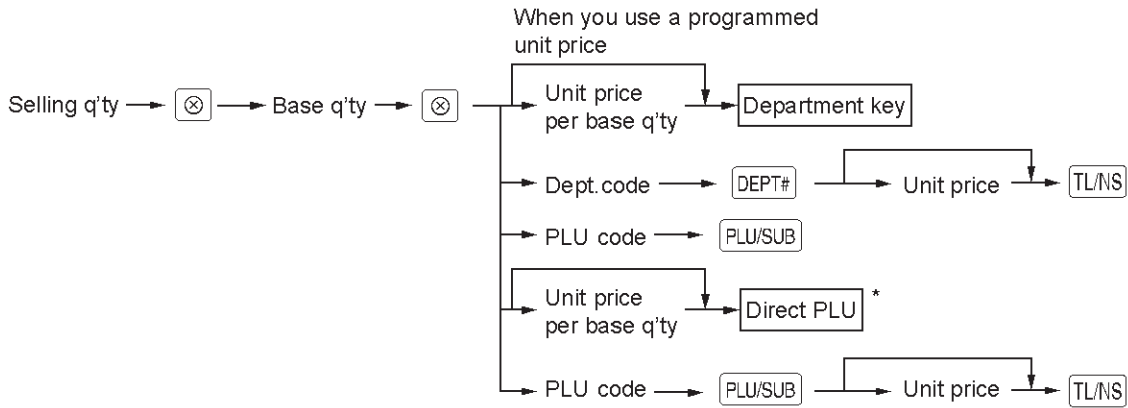 When you use a programmed
unit price
Selling q'ty ⊗ Base q'ty ⊗ Unit price
per base q'ty Department key
Dept.code DEPT# Unit price TL/NS
PLU code PLU/SUB
Unit price
per base q'ty Direct PLU *
PLU code PLU/SUB Unit price TL/NS